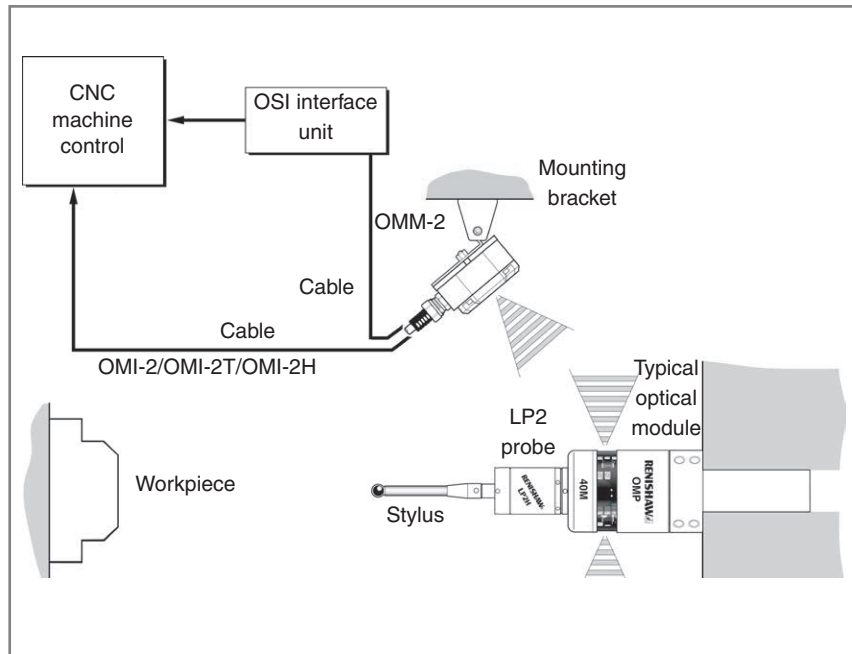 CNC
machine
control
OSI interface
unit
Mounting
bracket
OMM-2
Cable
Cable
OMI-2/OMI-2T/OMI-2H
Typical
optical
module
LP2
probe
Workpiece
Stylus
RENISHAW
LP2H
40M
RENISHAW
OMP